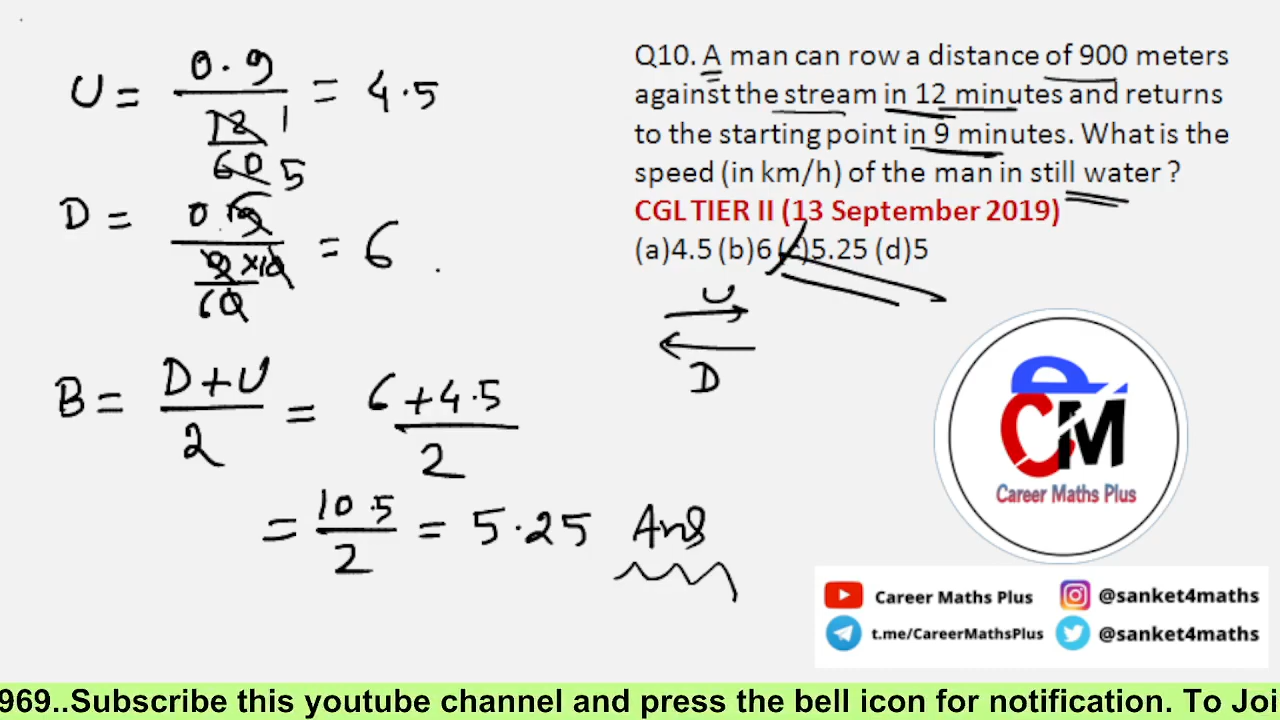 U = 0.9 / 12/60 = 4.5
1
5
D = 0.9 / 9×10/60 = 6
B = D+U / 2 = 6+4.5 / 2
= 10.5 / 2 = 5.25 Ans
Q10. A man can row a distance of 900 meters
against the stream in 12 minutes and returns
to the starting point in 9 minutes. What is the
speed (in km/h) of the man in still water ?
CGL TIER II (13 September 2019)
(a)4.5 (b)6 (c)5.25 (d)5
U
D
eCM
Career Maths Plus
Career Maths Plus @sanket4maths
t.me/CareerMathsPlus @sanket4maths
969..Subscribe this youtube channel and press the bell icon for notification. To Joi